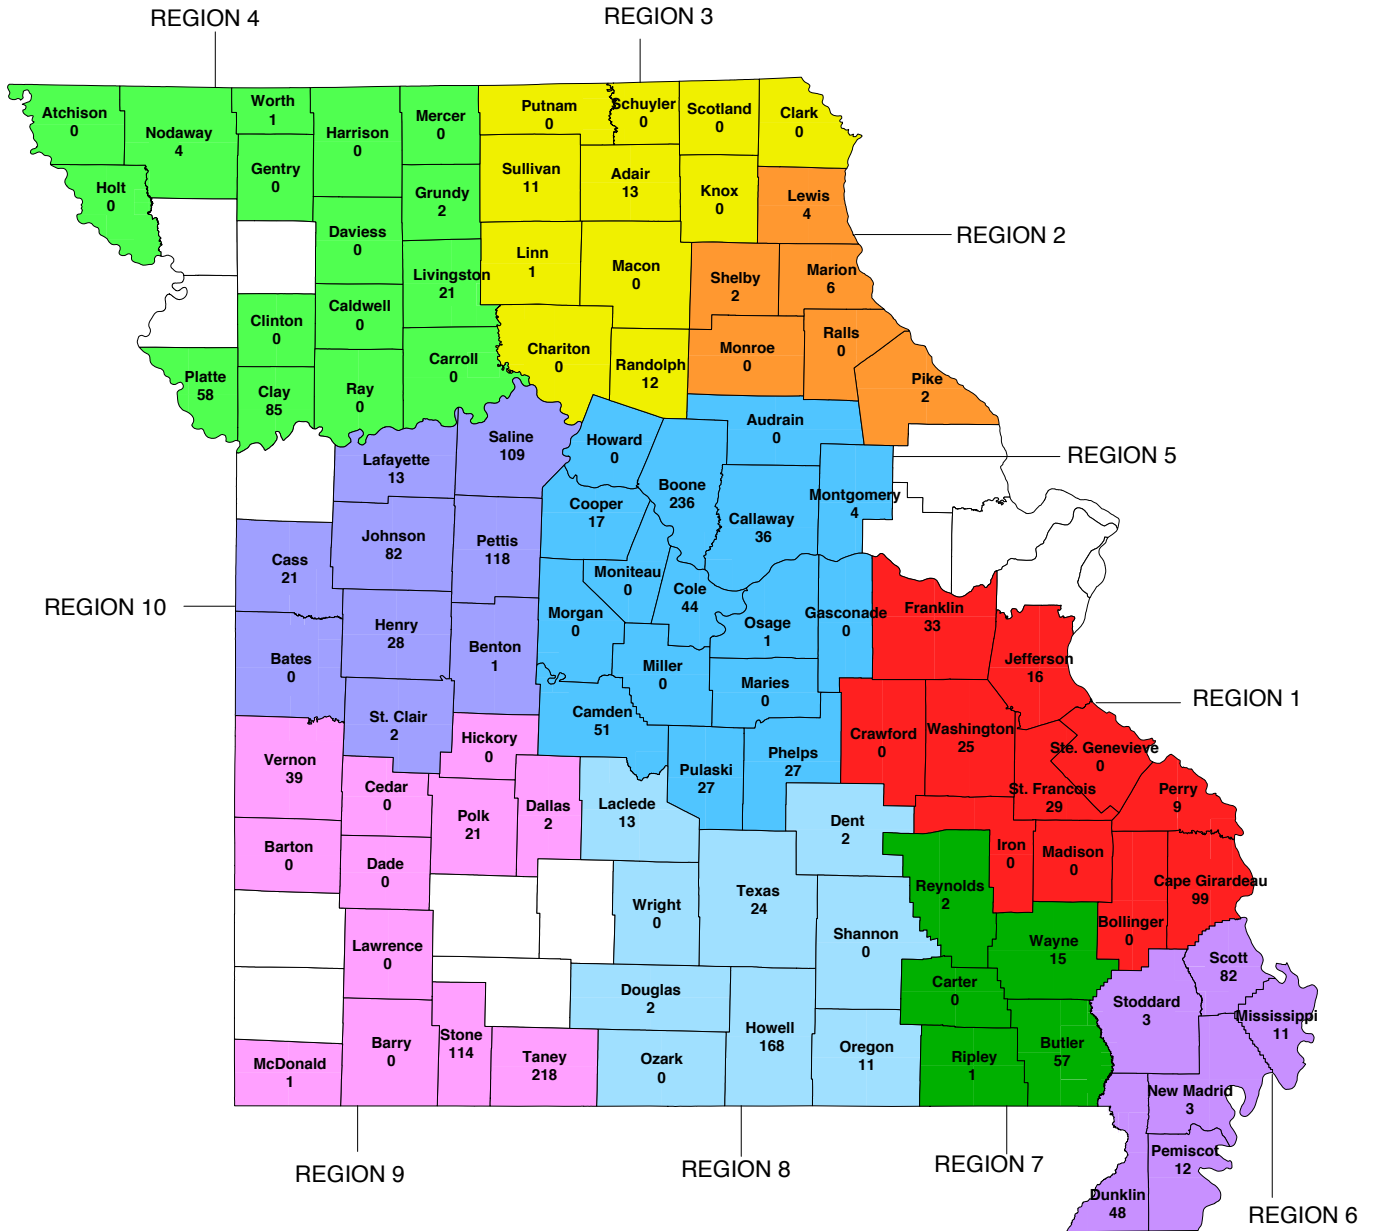 REGION 4
REGION 3
Atchison
0
Nodaway
4
Worth
1
Harrison
0
Mercer
0
Putnam
0
Schuyler
0
Scotland
0
Clark
0
Holt
0
Gentry
0
Grundy
2
Sullivan
11
Adair
13
Knox
0
Lewis
4
REGION 2
Daviess
0
Livingston
21
Linn
1
Macon
0
Shelby
2
Marion
6
Clinton
0
Caldwell
0
Carroll
0
Chariton
0
Randolph
12
Monroe
0
Ralls
0
Pike
2
Platte
58
Clay
85
Ray
0
Lafayette
13
Saline
109
Howard
0
Boone
236
Audrain
0
REGION 5
Cooper
17
Callaway
36
Montgomery
4
Cass
21
Johnson
82
Pettis
118
Moniteau
0
Cole
44
Osage
1
Gasconade
0
Franklin
33
REGION 10
Bates
0
Henry
28
Benton
1
Morgan
0
Miller
0
Maries
0
Jefferson
16
REGION 1
St. Clair
2
Hickory
0
Camden
51
Pulaski
27
Phelps
27
Crawford
0
Washington
25
Ste. Genevieve
0
St. Francois
29
Perry
9
Vernon
39
Cedar
0
Polk
21
Dallas
2
Laclede
13
Dent
2
Iron
0
Madison
0
Cape Girardeau
99
Bollinger
0
Barton
0
Dade
0
Wright
0
Texas
24
Shannon
0
Reynolds
2
Wayne
15
Lawrence
0
Douglas
2
Carter
0
Stoddard
3
Scott
82
Mississippi
11
McDonald
1
Barry
0
Stone
114
Taney
218
Ozark
0
Howell
168
Oregon
11
Ripley
1
Butler
57
New Madrid
3
Pemiscot
12
Dunklin
48
REGION 9
REGION 8
REGION 7
REGION 6